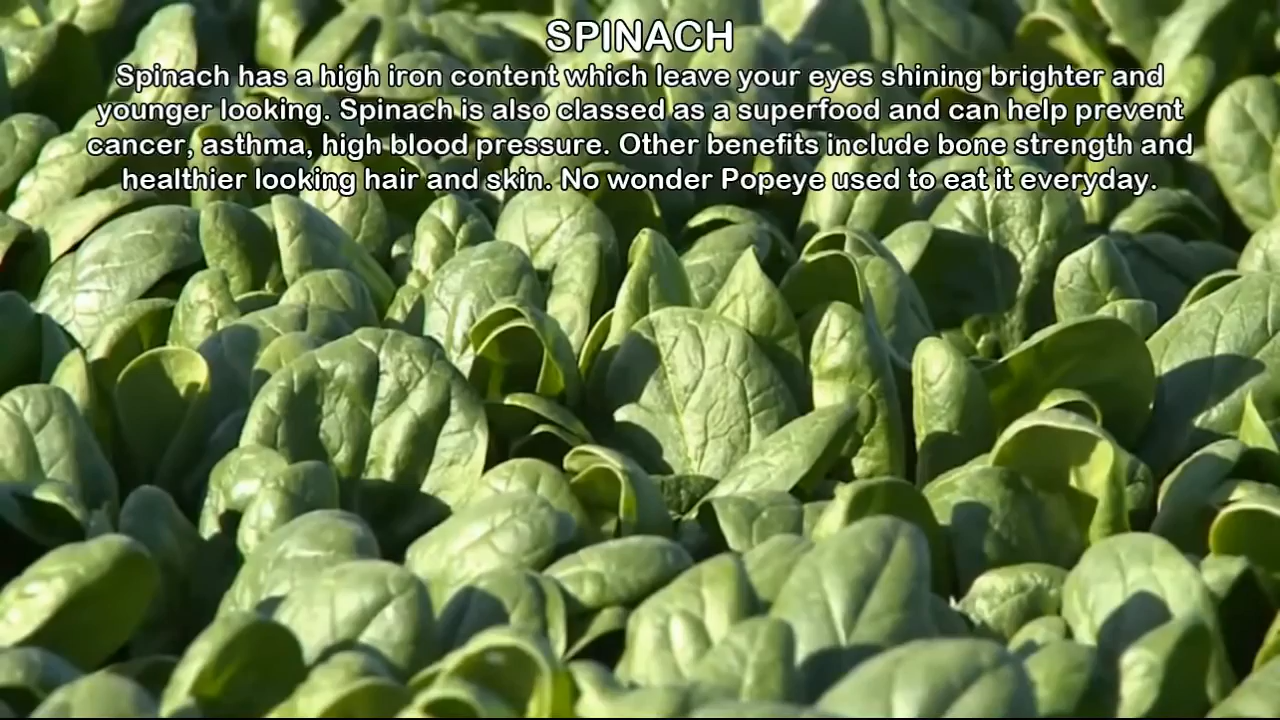 SPINACH
Spinach has a high iron content which leave your eyes shining brighter and
younger looking. Spinach is also classed as a superfood and can help prevent
cancer, asthma, high blood pressure. Other benefits include bone strength and
healthier looking hair and skin. No wonder Popeye used to eat it everyday.